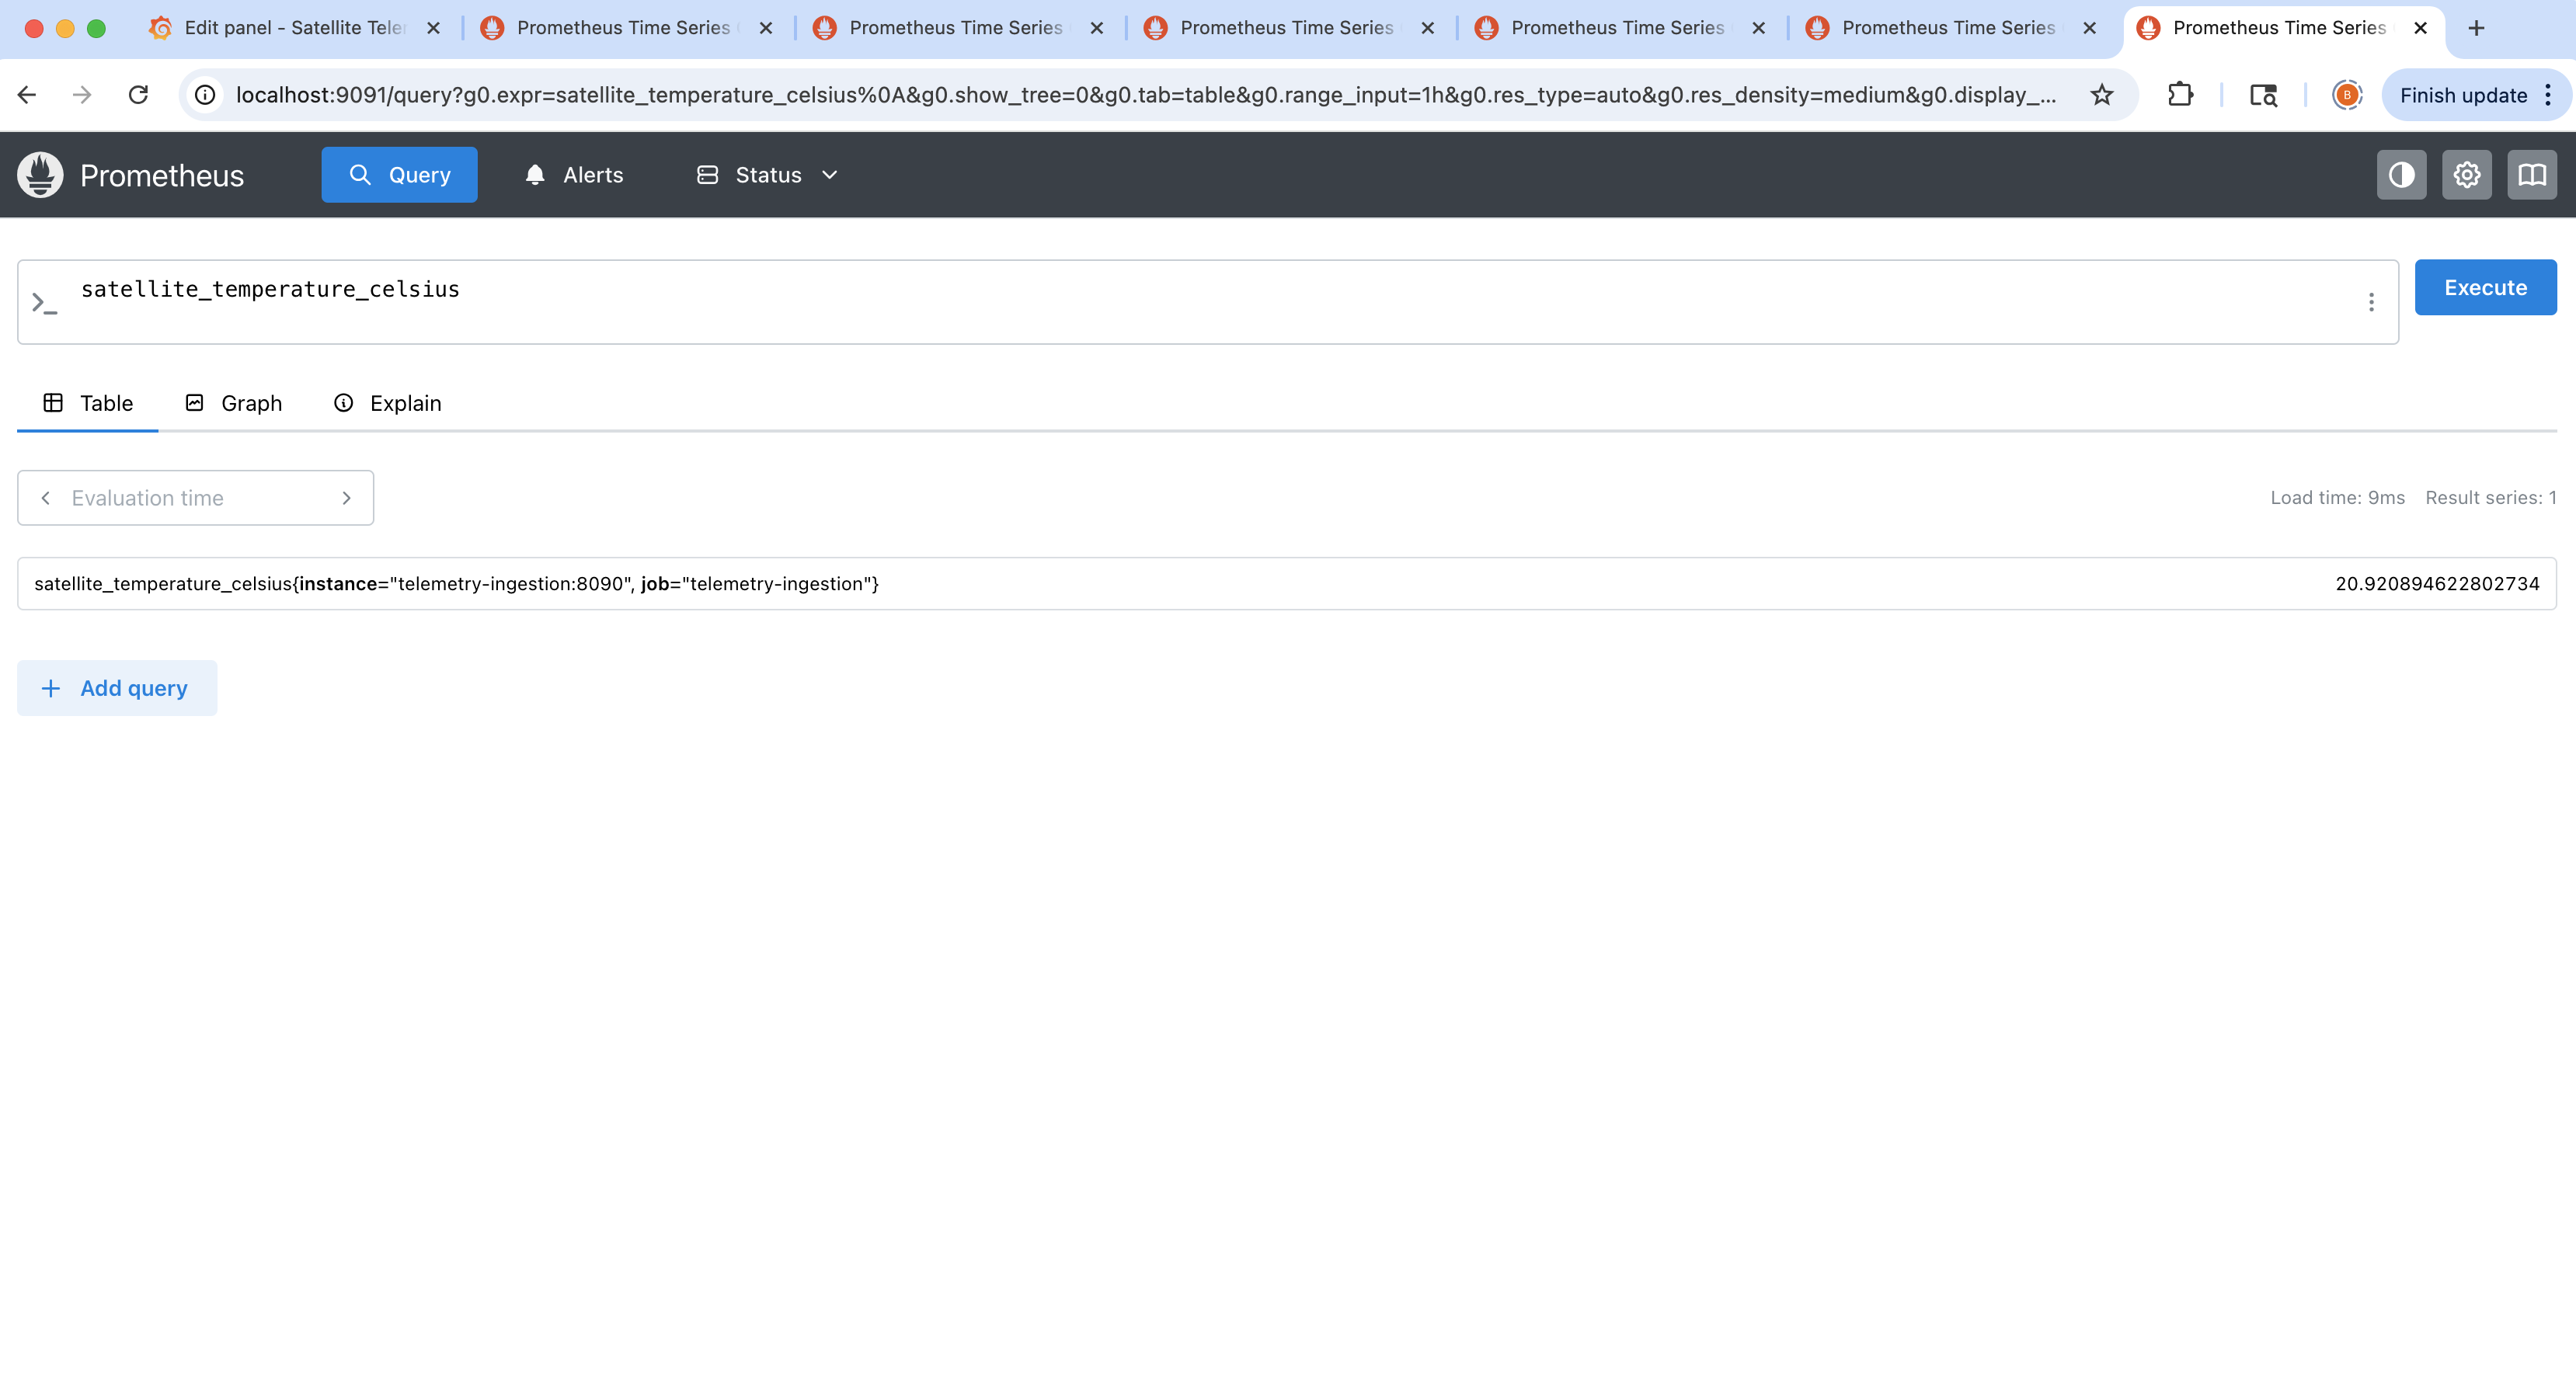 Edit panel - Satellite Teler
Prometheus Time Series
Prometheus Time Series
Prometheus Time Series
Prometheus Time Series
Prometheus Time Series
Prometheus Time Series
localhost:9091/query?g0.expr=satellite_temperature_celsius%0A&g0.show_tree=0&g0.tab=table&g0.range_input=1h&g0.res_type=auto&g0.res_density=medium&g0.display_...
B
Finish update
Prometheus
Query
Alerts
Status
>_ satellite_temperature_celsius
Execute
Table
Graph
Explain
Evaluation time
Load time: 9ms Result series: 1
satellite_temperature_celsius{instance="telemetry-ingestion:8090", job="telemetry-ingestion"} 20.920894622802734
+ Add query